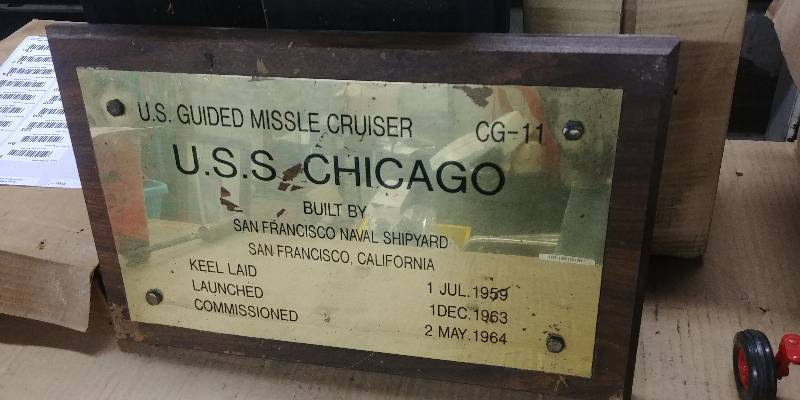 U.S. GUIDED MISSLE CRUISER CG-11
U.S.S. CHICAGO
BUILT BY
SAN FRANCISCO NAVAL SHIPYARD
SAN FRANCISCO, CALIFORNIA
KEEL LAID 1 JUL.1959
LAUNCHED 1DEC.1963
COMMISSIONED 2 MAY.1964